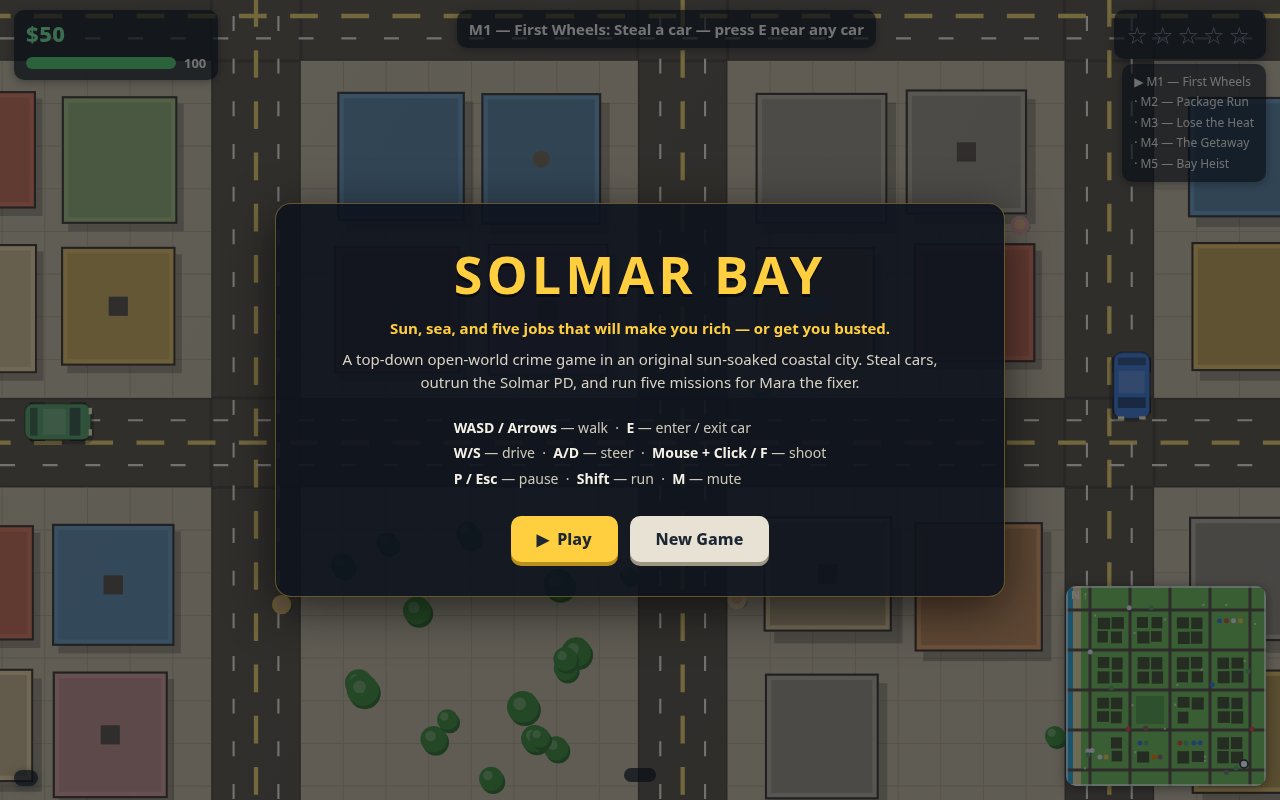 $50
100
M1 — First Wheels: Steal a car — press E near any car
☆ ☆ ☆ ☆ ☆
▶ M1 — First Wheels
· M2 — Package Run
· M3 — Lose the Heat
· M4 — The Getaway
· M5 — Bay Heist
SOLMAR BAY
Sun, sea, and five jobs that will make you rich — or get you busted.
A top-down open-world crime game in an original sun-soaked coastal city. Steal cars,
outrun the Solmar PD, and run five missions for Mara the fixer.
WASD / Arrows — walk · E — enter / exit car
W/S — drive · A/D — steer · Mouse + Click / F — shoot
P / Esc — pause · Shift — run · M — mute
▶ Play
New Game
N